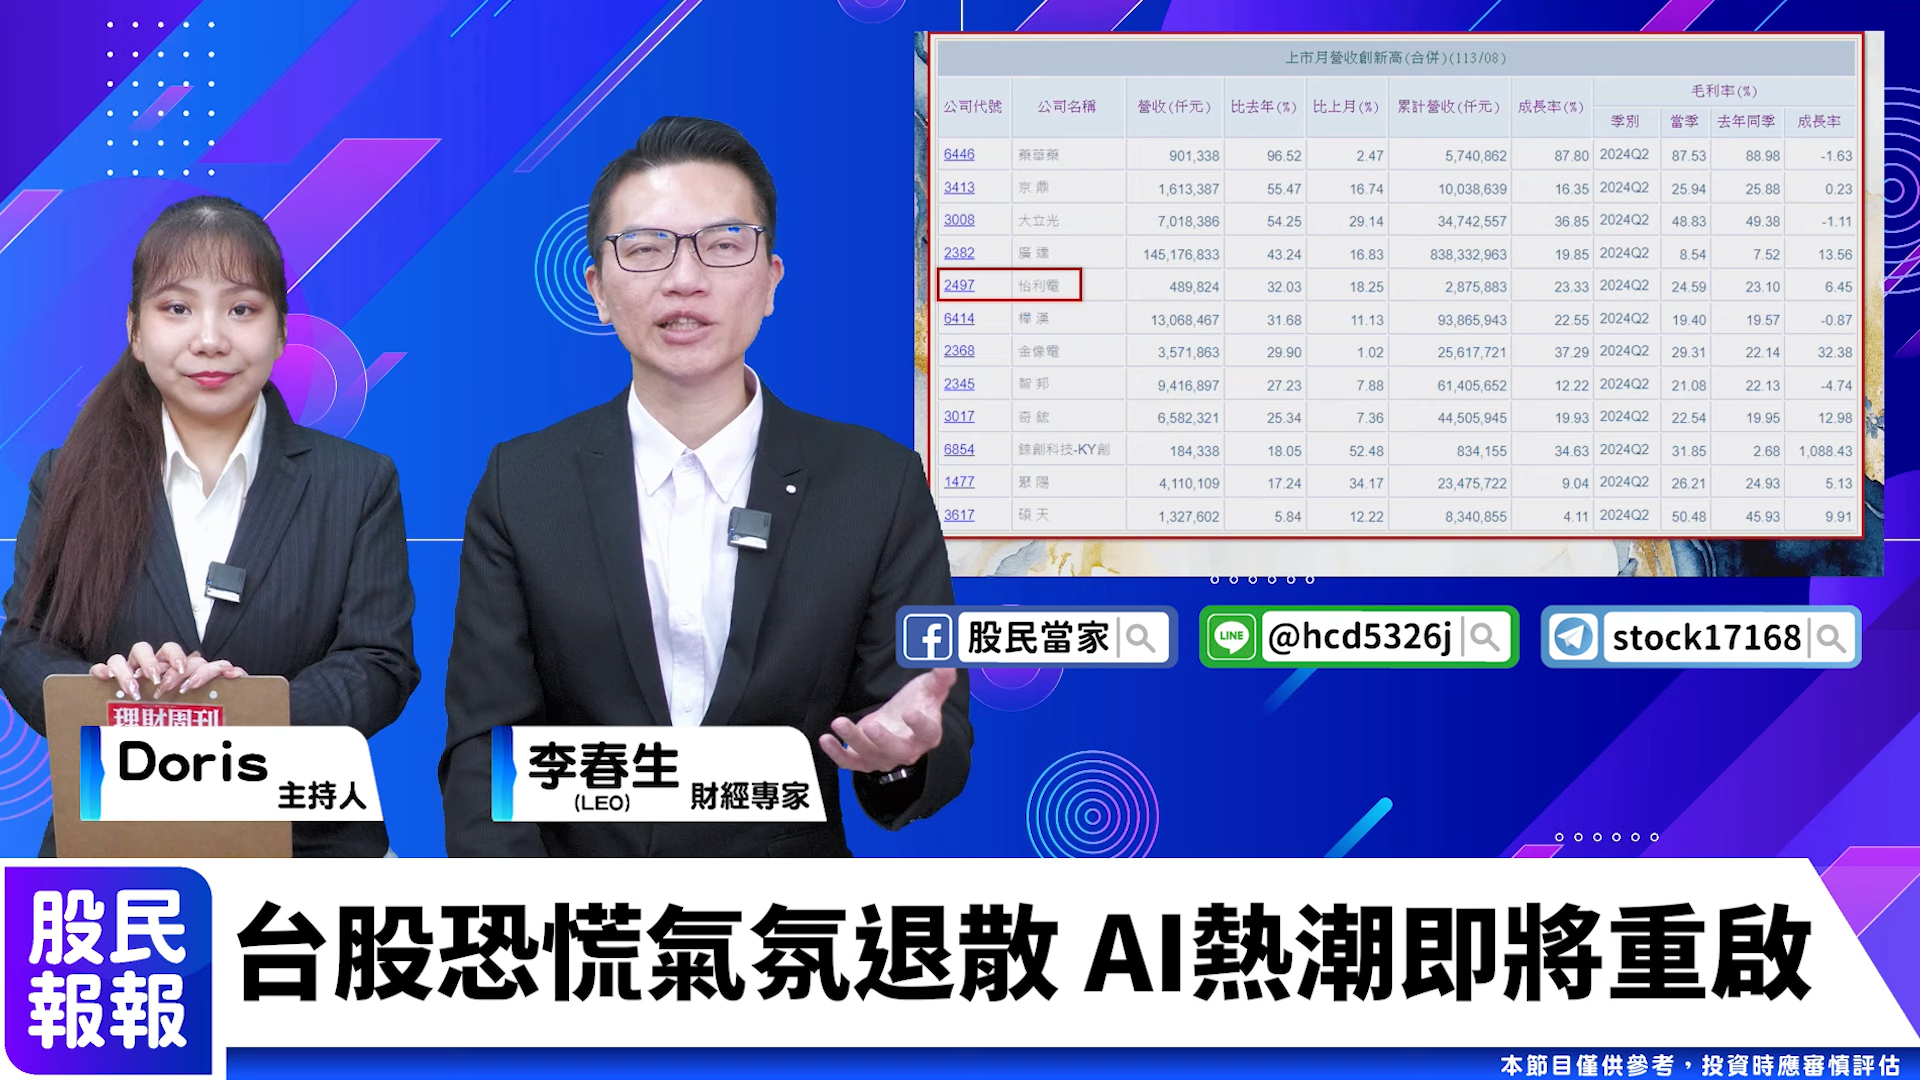 上市月營收創新高(合併)(113/08)
公司代號 公司名稱 營收(仟元) 比去年(%) 比上月(%) 累計營收(仟元) 成長率(%) 毛利率(%)
季別 當季 去年同季 成長率
6446 藥華藥 901,338 96.52 2.47 5,740,862 87.80 2024Q2 87.53 88.98 -1.63
3413 京鼎 1,613,387 55.47 16.74 10,038,639 16.35 2024Q2 25.94 25.88 0.23
3008 大立光 7,018,386 54.25 29.14 34,742,557 36.85 2024Q2 48.83 49.38 -1.11
2382 廣達 145,176,833 43.24 16.83 838,332,963 19.85 2024Q2 8.54 7.52 13.56
2497 怡利電 489,824 32.03 18.25 2,875,883 23.33 2024Q2 24.59 23.10 6.45
6414 樺漢 13,068,467 31.68 11.13 93,865,943 22.55 2024Q2 19.40 19.57 -0.87
2368 金像電 3,571,863 29.90 1.02 25,617,721 37.29 2024Q2 29.31 22.14 32.38
2345 智邦 9,416,897 27.23 7.88 61,405,652 12.22 2024Q2 21.08 22.13 -4.74
3017 奇鋐 6,582,321 25.34 7.36 44,505,945 19.93 2024Q2 22.54 19.95 12.98
6854 錼創科技-KY創 184,338 18.05 52.48 834,155 34.63 2024Q2 31.85 2.68 1,088.43
1477 聚陽 4,110,109 17.24 34.17 23,475,722 9.04 2024Q2 26.21 24.93 5.13
3617 碩天 1,327,602 5.84 12.22 8,340,855 4.11 2024Q2 50.48 45.93 9.91
股民當家
LINE @hcd5326j
stock17168
理財周刊
Doris 主持人
李春生 財經專家
(LEO)
股民
報報
台股恐慌氣氛退散 AI熱潮即將重啟
本節目僅供參考，投資時應審慎評估